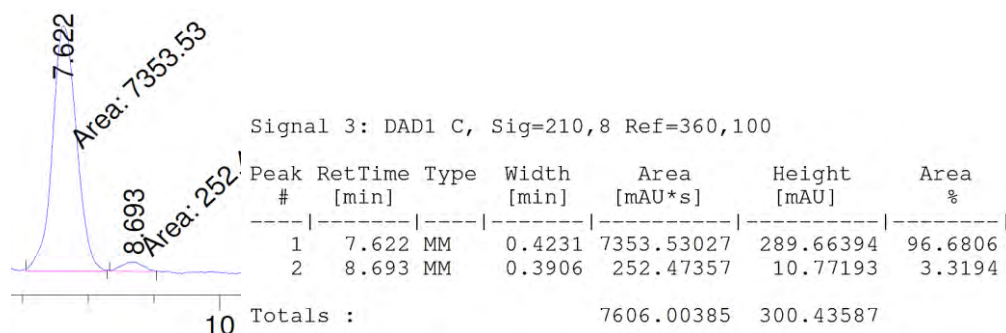 7.622
Area: 7353.53
8.693
Area: 252.
10
Signal 3: DAD1 C, Sig=210,8 Ref=360,100
Peak RetTime Type Width Area Height Area
# [min] [min] [mAU*s] [mAU] %
----|-------|----|-------|----------|----------|--------|
1 7.622 MM 0.4231 7353.53027 289.66394 96.6806
2 8.693 MM 0.3906 252.47357 10.77193 3.3194
Totals : 7606.00385 300.43587